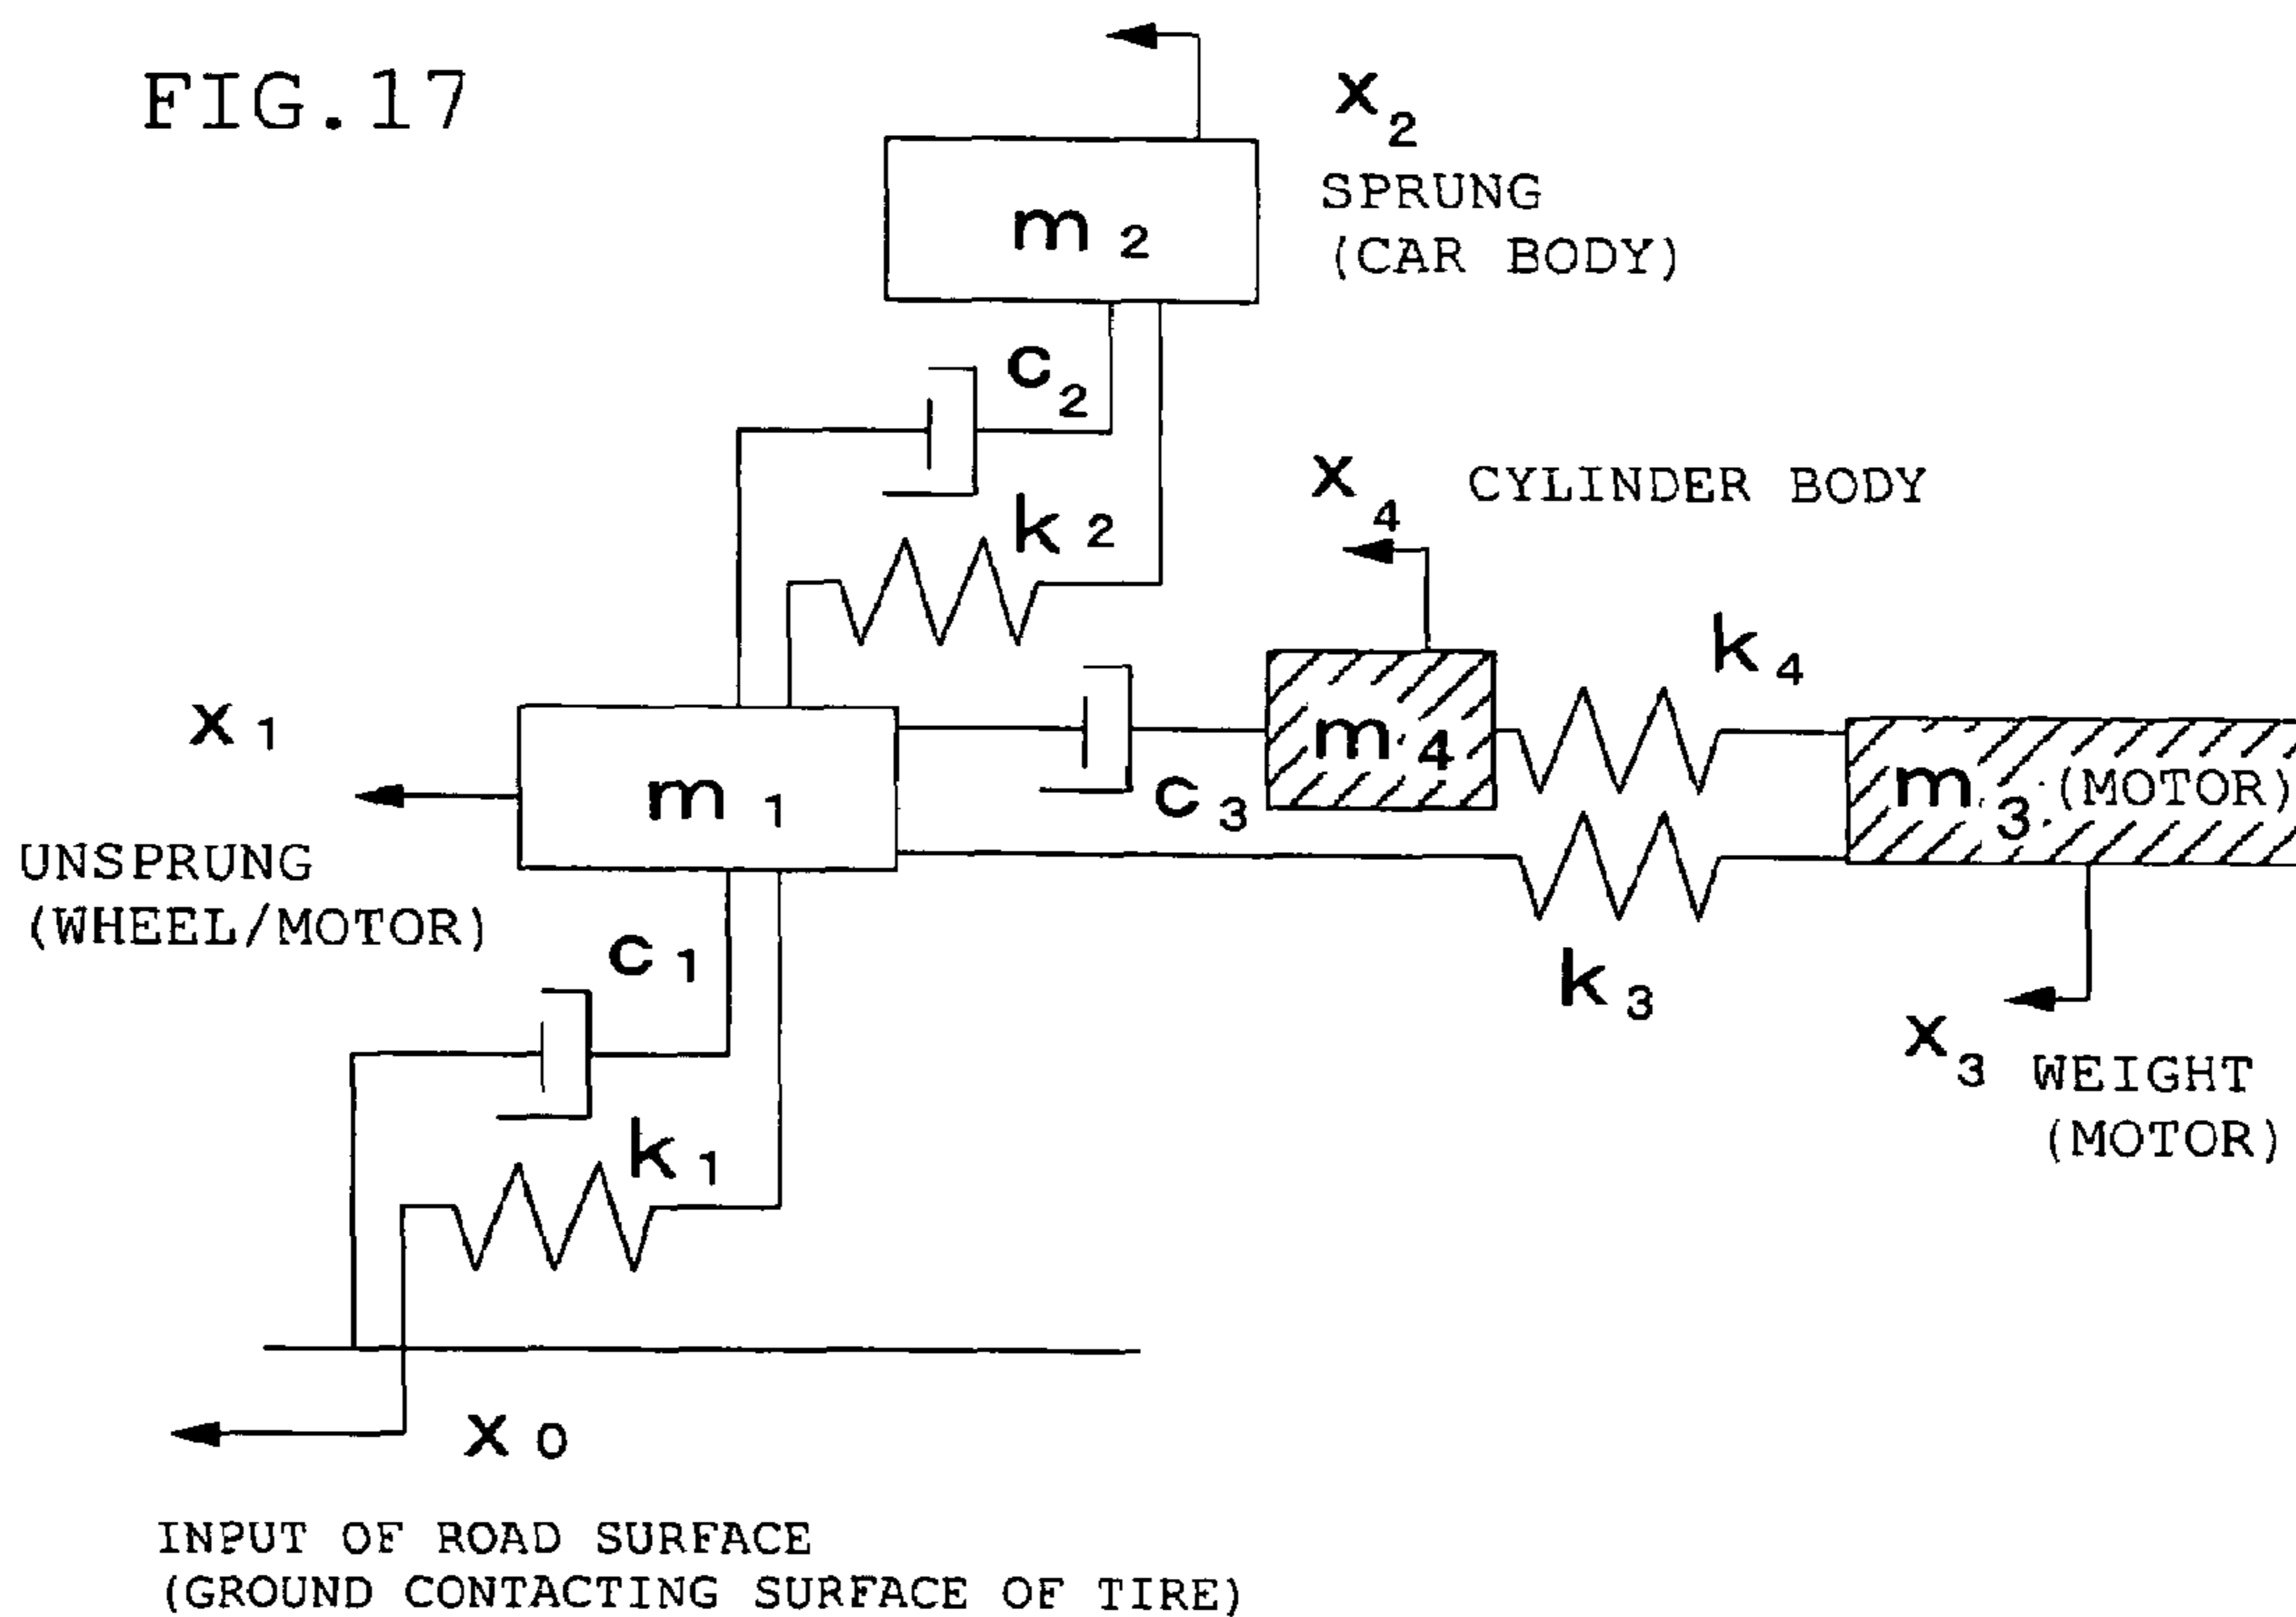 FIG.17
x2
SPRUNG
(CAR BODY)
m2
c2
k2
x4 CYLINDER BODY
k4
x1
m1
m4
m3 (MOTOR)
c3
UNSPRUNG
(WHEEL/MOTOR)
c1
k3
x3 WEIGHT
(MOTOR)
k1
x0
INPUT OF ROAD SURFACE
(GROUND CONTACTING SURFACE OF TIRE)